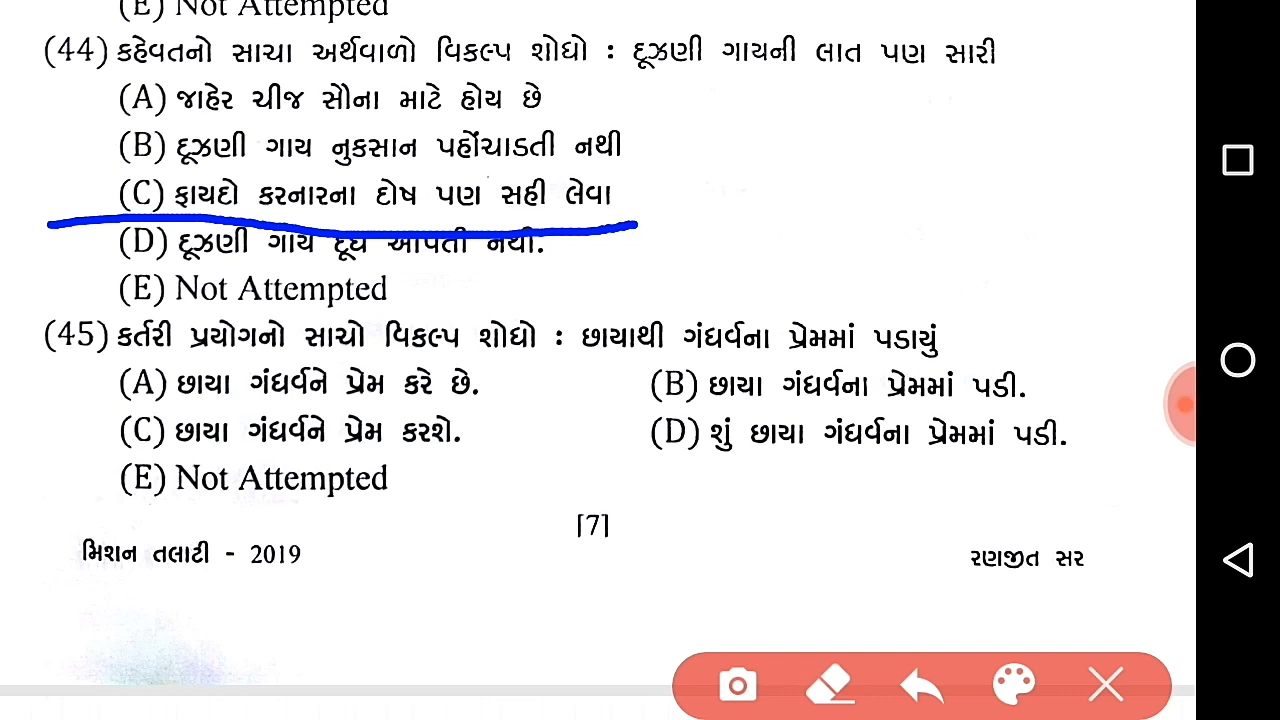 (E) Not Attempted
(44) કહેવતનો સાચા અર્થવાળો વિકલ્પ શોધો : દૂઝણી ગાયની લાત પણ સારી
(A) જાહેર ચીજ સૌના માટે હોય છે
(B) દૂઝણી ગાય નુકસાન પહોંચાડતી નથી
(C) ફાયદો કરનારના દોષ પણ સહી લેવા
(D) દૂઝણી ગાય દૂધ આપતી નથી.
(E) Not Attempted
(45) કર્તરી પ્રયોગનો સાચો વિકલ્પ શોધો : છાયાથી ગંધર્વના પ્રેમમાં પડાયું
(A) છાયા ગંધર્વને પ્રેમ કરે છે. (B) છાયા ગંધર્વના પ્રેમમાં પડી.
(C) છાયા ગંધર્વને પ્રેમ કરશે. (D) શું છાયા ગંધર્વના પ્રેમમાં પડી.
(E) Not Attempted
[7]
મિશન તલાટી - 2019 રણજીત સર